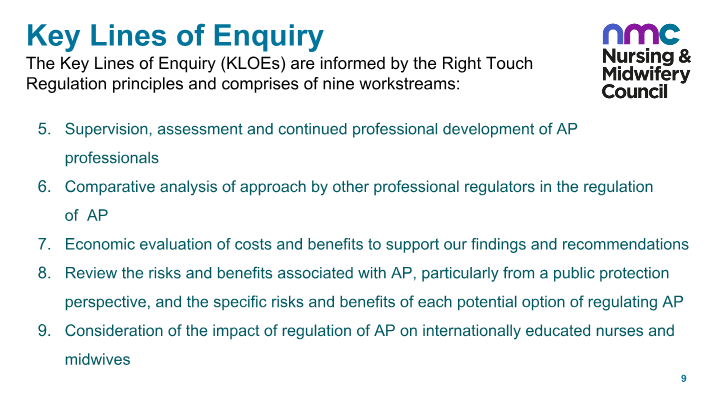 Key Lines of Enquiry
The Key Lines of Enquiry (KLOEs) are informed by the Right Touch
Regulation principles and comprises of nine workstreams:
nmc
Nursing &
Midwifery
Council
5. Supervision, assessment and continued professional development of AP
professionals
6. Comparative analysis of approach by other professional regulators in the regulation
of  AP
7. Economic evaluation of costs and benefits to support our findings and recommendations
8. Review the risks and benefits associated with AP, particularly from a public protection
perspective, and the specific risks and benefits of each potential option of regulating AP
9. Consideration of the impact of regulation of AP on internationally educated nurses and
midwives
9